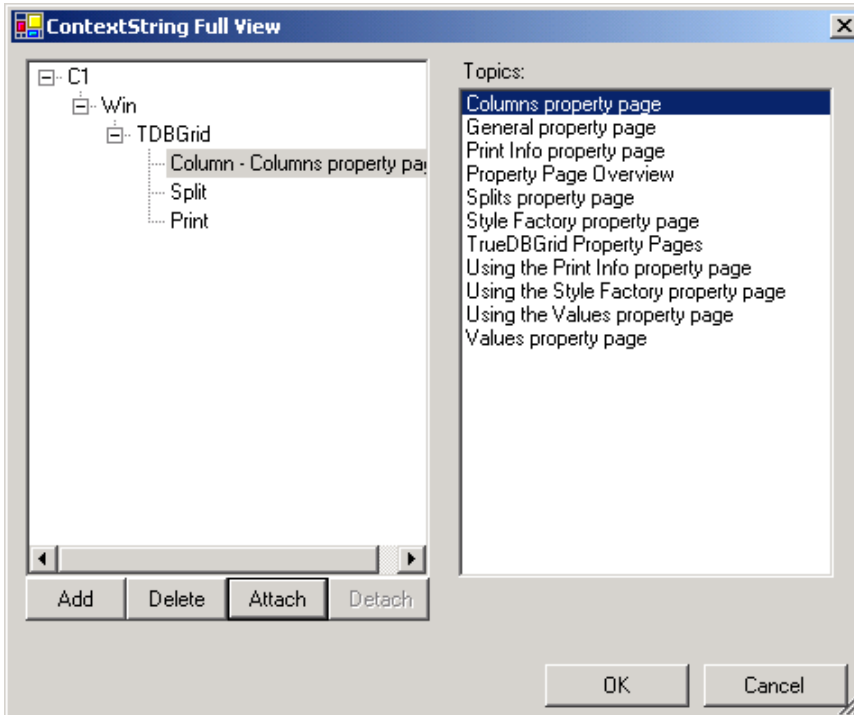 ContextString Full View
C1
Win
TDBGrid
Column - Columns property pag
Split
Print
Add
Delete
Attach
Detach
Topics:
Columns property page
General property page
Print Info property page
Property Page Overview
Splits property page
Style Factory property page
TrueDBGrid Property Pages
Using the Print Info property page
Using the Style Factory property page
Using the Values property page
Values property page
OK
Cancel